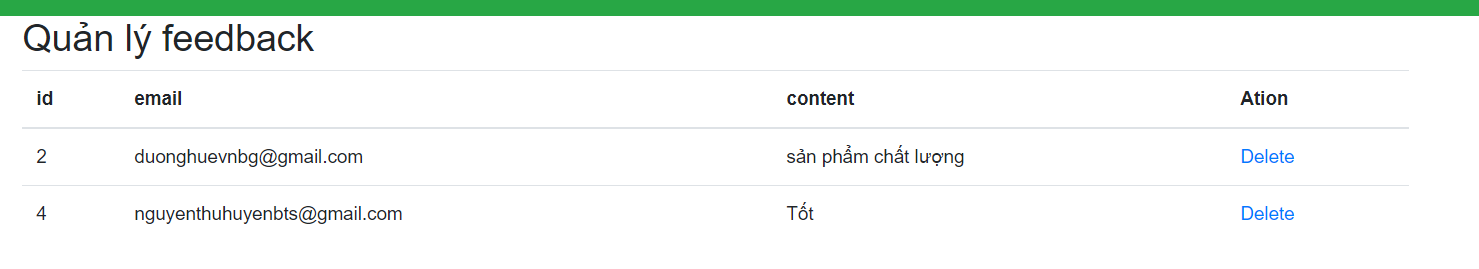 Quản lý feedback
id email content Ation
2 duonghuevnbg@gmail.com sản phẩm chất lượng Delete
4 nguyenthuhuyenbts@gmail.com Tốt Delete